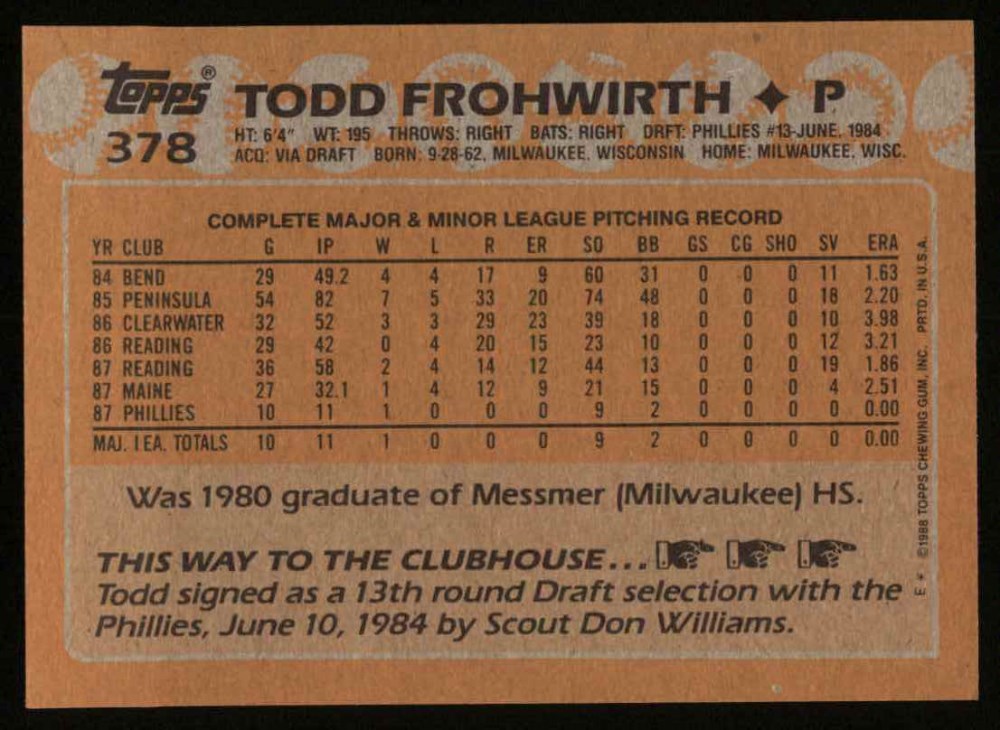 topps® TODD FROHWIRTH ✦ P
378 HT: 6'4" WT: 195 THROWS: RIGHT BATS: RIGHT DRFT: PHILLIES #13-JUNE, 1984
ACQ: VIA DRAFT BORN: 9-28-62, MILWAUKEE, WISCONSIN HOME: MILWAUKEE, WISC.
COMPLETE MAJOR & MINOR LEAGUE PITCHING RECORD
YR CLUB G IP W L R ER SO BB GS CG SHO SV ERA
84 BEND 29 49.2 4 4 17 9 60 31 0 0 0 11 1.63
85 PENINSULA 54 82 7 5 33 20 74 48 0 0 0 18 2.20
86 CLEARWATER 32 52 3 3 29 23 39 18 0 0 0 10 3.98
86 READING 29 42 0 4 20 15 23 10 0 0 0 12 3.21
87 READING 36 58 2 4 14 12 44 13 0 0 0 19 1.86
87 MAINE 27 32.1 1 4 12 9 21 15 0 0 0 4 2.51
87 PHILLIES 10 11 1 0 0 0 9 2 0 0 0 0 0.00
MAJ. LEA. TOTALS 10 11 1 0 0 0 9 2 0 0 0 0 0.00
Was 1980 graduate of Messmer (Milwaukee) HS.
THIS WAY TO THE CLUBHOUSE...
Todd signed as a 13th round Draft selection with the
Phillies, June 10, 1984 by Scout Don Williams.
E* ©1988 TOPPS CHEWING GUM, INC. PRTD. IN U.S.A.